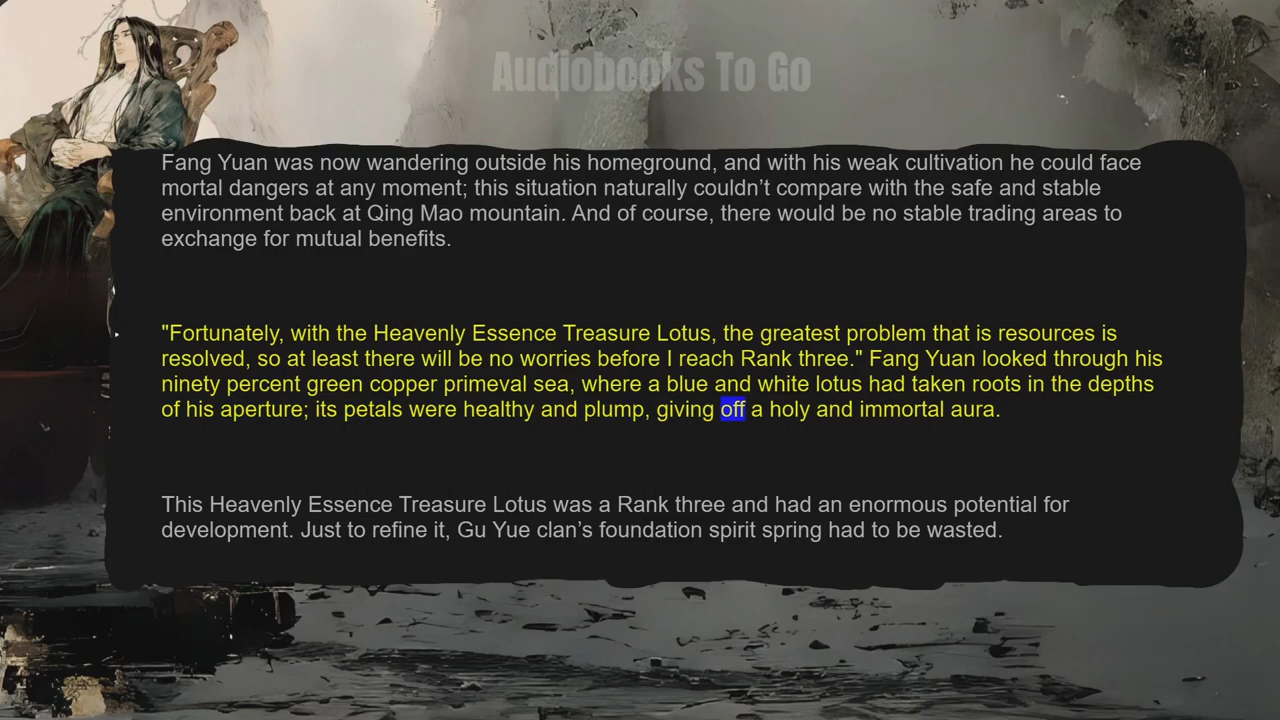 Audiobooks To Go
Fang Yuan was now wandering outside his homeground, and with his weak cultivation he could face
mortal dangers at any moment; this situation naturally couldn’t compare with the safe and stable
environment back at Qing Mao mountain. And of course, there would be no stable trading areas to
exchange for mutual benefits.
"Fortunately, with the Heavenly Essence Treasure Lotus, the greatest problem that is resources is
resolved, so at least there will be no worries before I reach Rank three." Fang Yuan looked through his
ninety percent green copper primeval sea, where a blue and white lotus had taken roots in the depths
of his aperture; its petals were healthy and plump, giving off a holy and immortal aura.
This Heavenly Essence Treasure Lotus was a Rank three and had an enormous potential for
development. Just to refine it, Gu Yue clan’s foundation spirit spring had to be wasted.